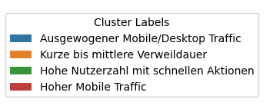 Cluster Labels
Ausgewogener Mobile/Desktop Traffic
Kurze bis mittlere Verweildauer
Hohe Nutzerzahl mit schnellen Aktionen
Hoher Mobile Traffic